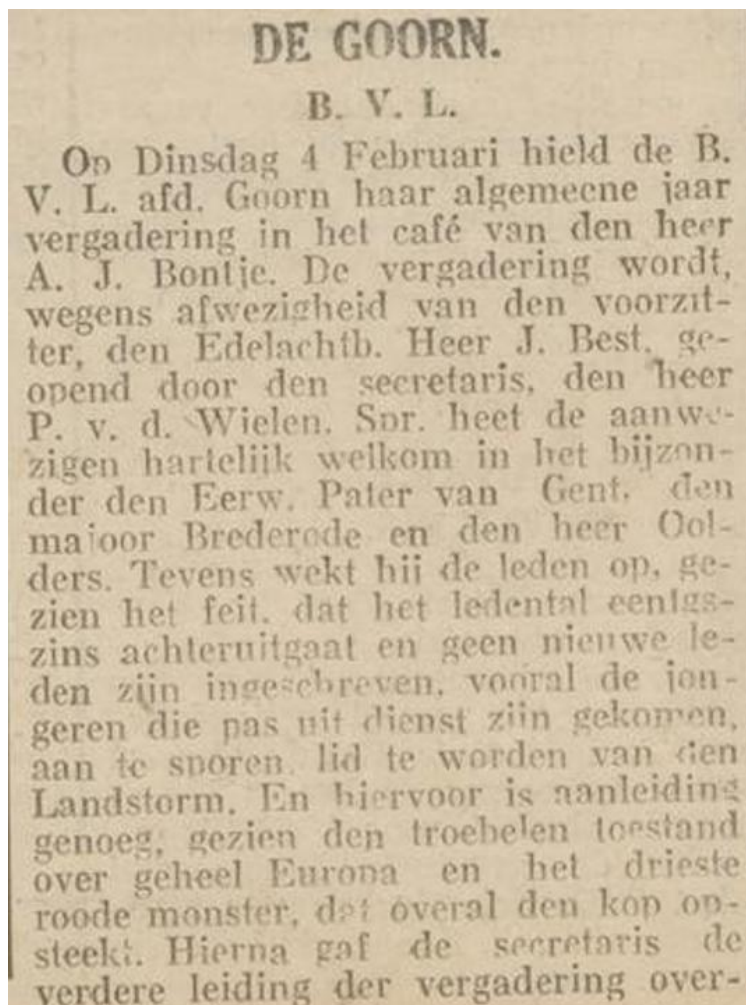 DE GOORN.
B. V. L.
Op Dinsdag 4 Februari hield de B.
V. L. afd. Goorn haar algemeene jaar
vergadering in het café van den heer
A. J. Bontje. De vergadering wordt,
wegens afwezigheid van den voorzit-
ter, den Edelachtb. Heer J. Best, ge-
opend door den secretaris, den heer
P. v. d. Wielen. Spr. heet de aanwe-
zigen hartelijk welkom in het bijzon-
der den Eerw. Pater van Gent, den
majoor Brederode en den heer Ool-
ders. Tevens wekt hij de leden op, ge-
zien het feit, dat het ledental eenigs-
zins achteruitgaat en geen nieuwe le-
den zijn ingeschreven, vooral de jon-
geren die pas uit dienst zijn gekomen,
aan te sporen, lid te worden van den
Landstorm. En hiervoor is aanleiding
genoeg, gezien den troebelen toestand
over geheel Europa en het drieste
roode monster, dat overal den kop op-
steekt. Hierna gaf de secretaris de
verdere leiding der vergadering over-